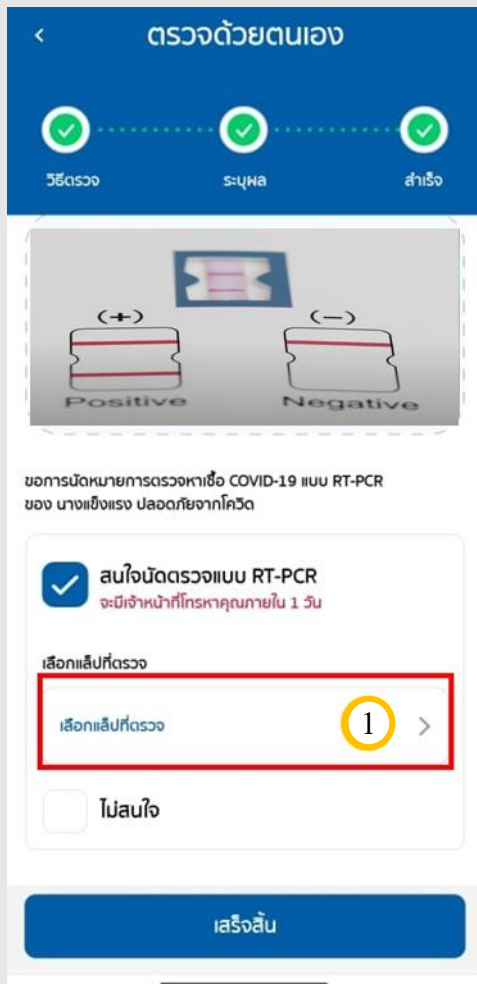 ตรวจด้วยตนเอง
วิธีตรวจ
ระบุผล
สำเร็จ
(+)
(-)
Positive
Negative
ขอการนัดหมายการตรวจหาเชื้อ COVID-19 แบบ RT-PCR
ของ นางแข็งแรง ปลอดภัยจากโควิด
สนใจนัดตรวจแบบ RT-PCR
จะมีเจ้าหน้าที่โทรหาคุณภายใน 1 วัน
เลือกแล็ปที่ตรวจ
เลือกแล็ปที่ตรวจ
1
ไม่สนใจ
เสร็จสิ้น